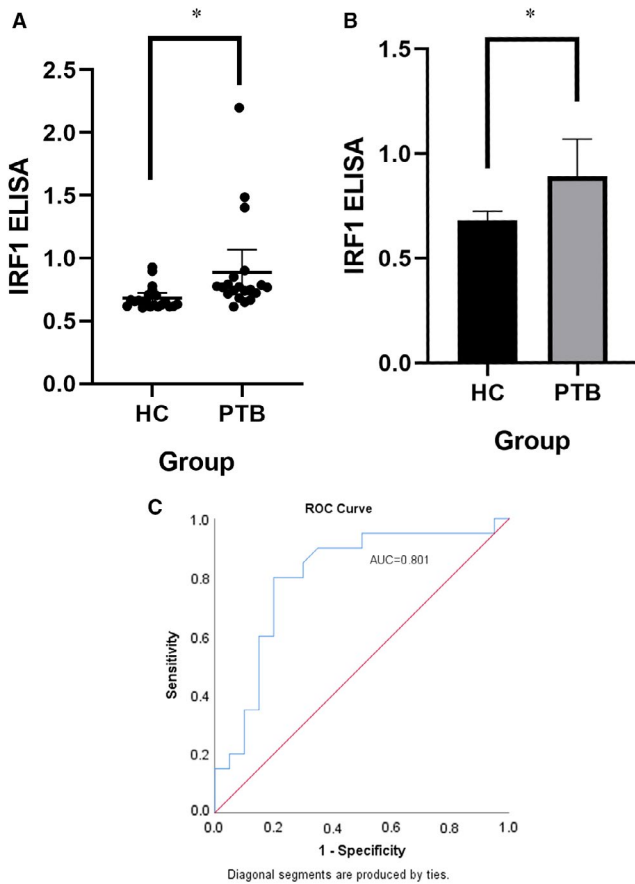 A
*
2.5
2.0
1.5
1.0
0.5
0.0
IRF1 ELISA
HC
PTB
Group
B
*
1.5
1.0
0.5
0.0
IRF1 ELISA
HC
PTB
Group
C
ROC Curve
1.0
0.8
0.6
0.4
0.2
0.0
Sensitivity
AUC=0.801
0.0
0.2
0.4
0.6
0.8
1.0
1 - Specificity
Diagonal segments are produced by ties.